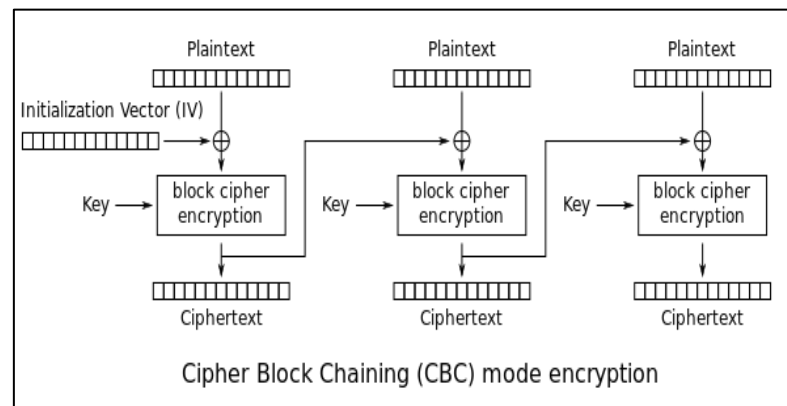 Plaintext Plaintext Plaintext
Initialization Vector (IV)
Key block cipher encryption Key block cipher encryption Key block cipher encryption
Ciphertext Ciphertext Ciphertext
Cipher Block Chaining (CBC) mode encryption